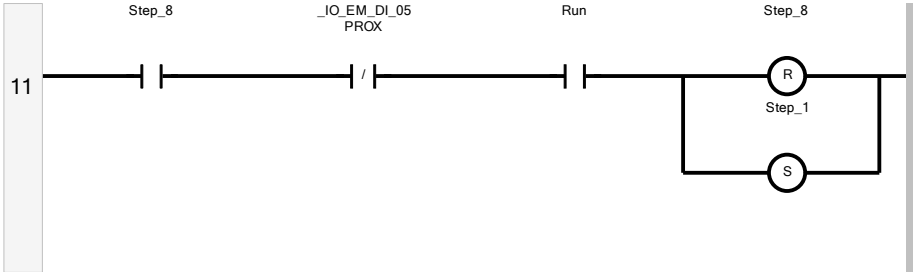 Step_8 _IO_EM_DI_05 Run Step_8
PROX
11
/
R
Step_1
S